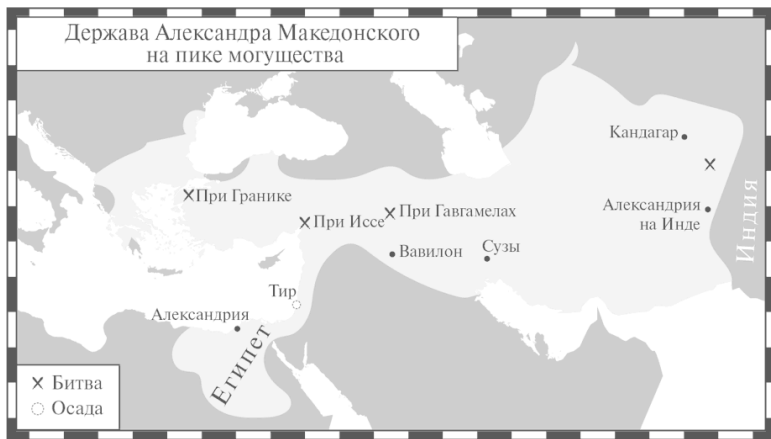 Держава Александра Македонского
на пике могущества
Кандагар
При Гранике
При Иссе
При Гавгамелах
Александрия
на Инде
Индия
Вавилон
Сузы
Тир
Александрия
Египет
Битва
Осада